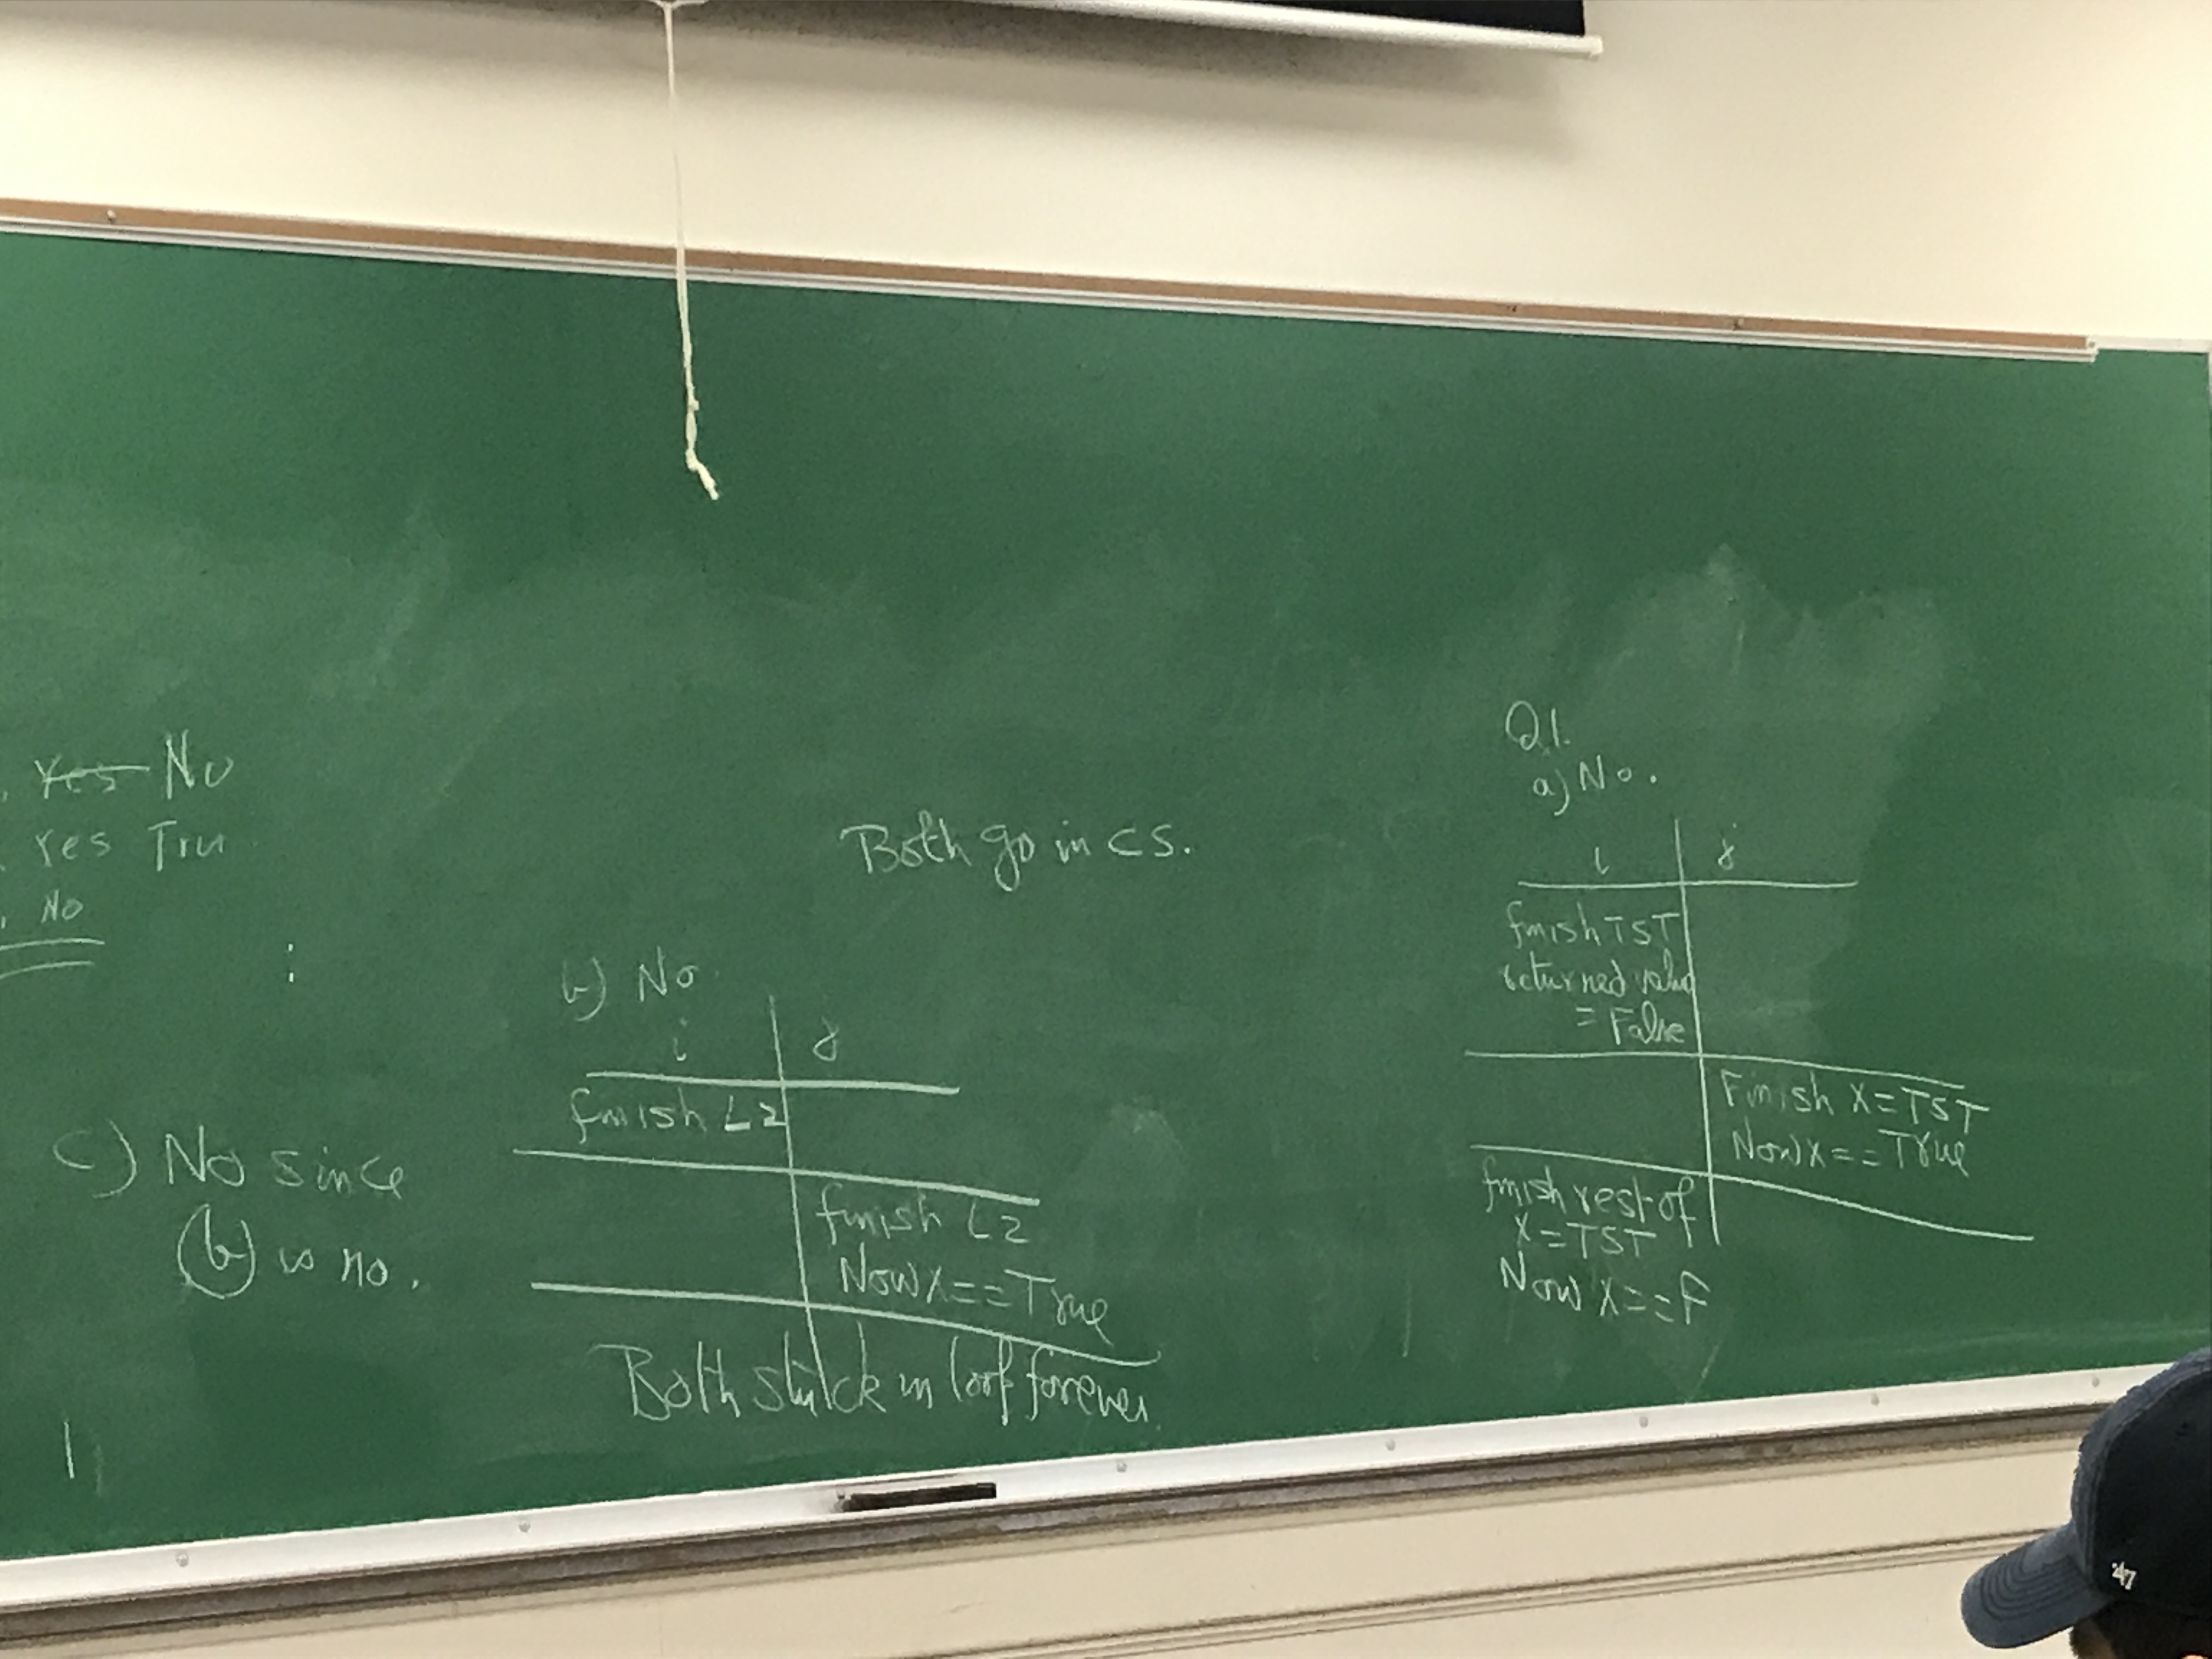 Yes No
Yes Tru
No
:
c) No since
(b) is no.
Both go in CS.
b) No.
i j
finish L2
finish L2
Now X==True
Both stuck in loop forever.
Q1.
a) No.
i j
finish TST
returned value
= False
Finish X=TST
Now X==True
finish rest of
X=TST
Now X==F
'47